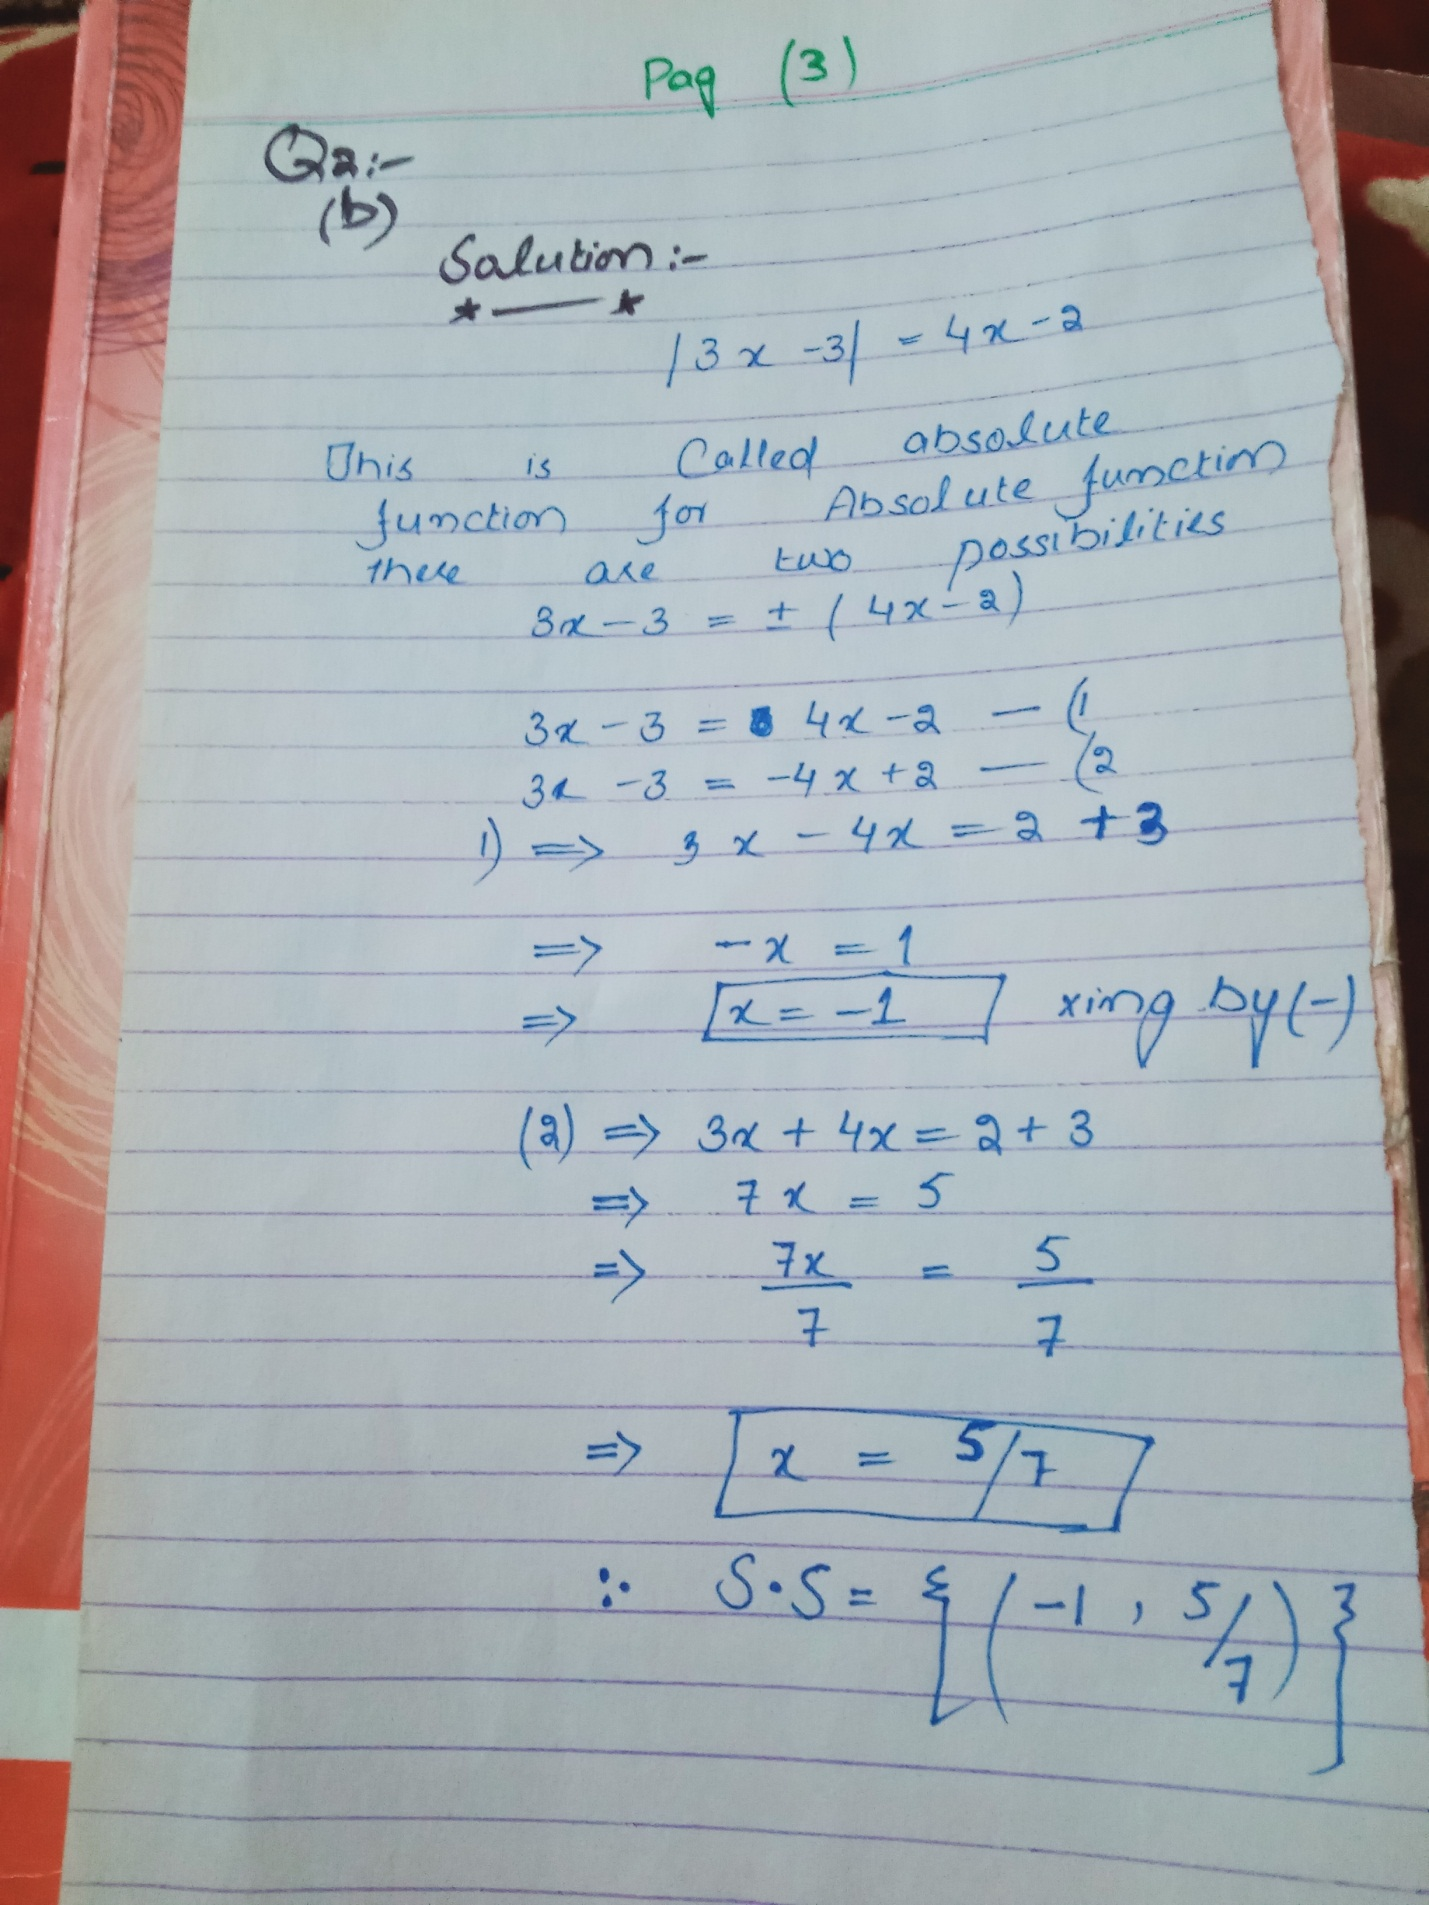 Pag (3)
Q2:-
(b)
Solution:-
|3x-3| = 4x-2
This is Called absolute
function for Absolute function
there are two possibilities
3x-3 = ± (4x-2)
3x-3 = 4x-2 — (1
3x-3 = -4x+2 — (2
1) => 3x - 4x = 2 + 3
=> -x = 1
=> x = -1 xing by (-)
(2) => 3x + 4x = 2 + 3
=> 7x = 5
=> 7x/7 = 5/7
=> x = 5/7
∴ S.S = {(-1, 5/7)}